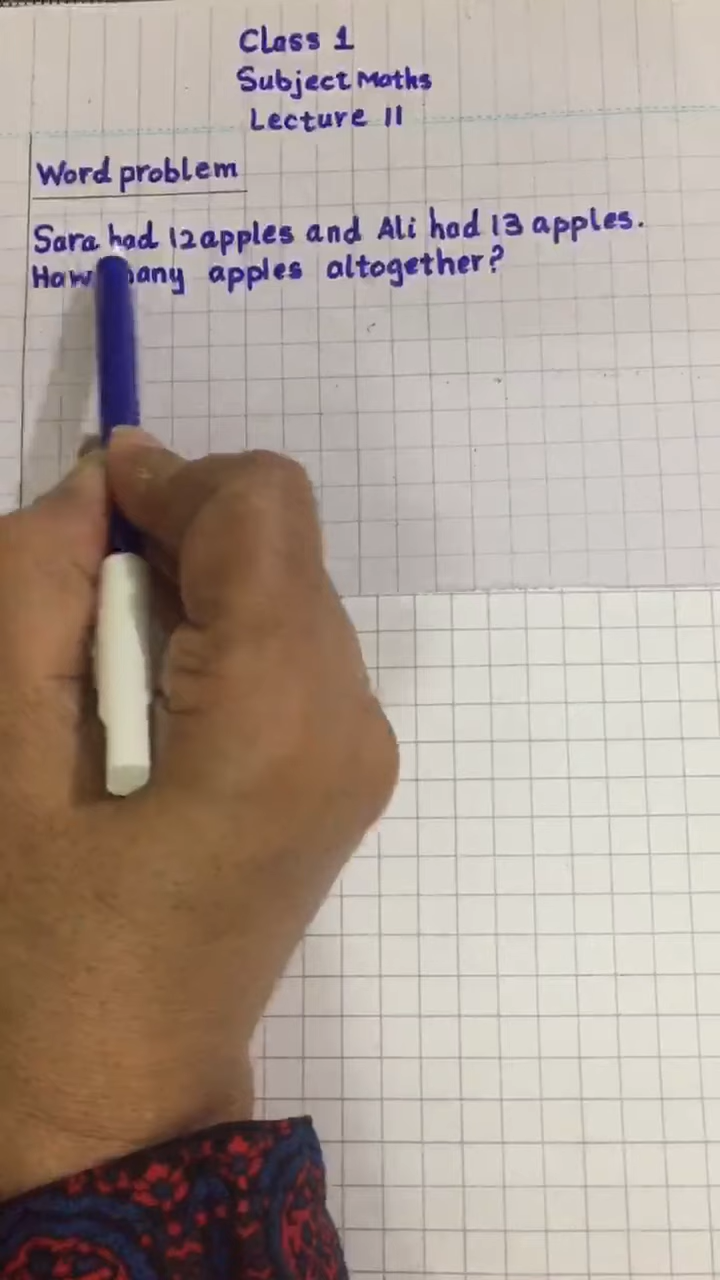 Class 1
Subject Maths
Lecture 11
Word problem
Sara had 12 apples and Ali had 13 apples.
How many apples altogether?